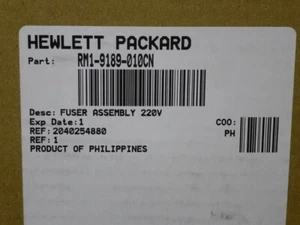 HEWLETT PACKARD
Part: RM1-9189-010CN
Desc: FUSER ASSEMBLY 220V
Exp Date:1 COO:
REF:2040254880 PH
REF:1
PRODUCT OF PHILIPPINES